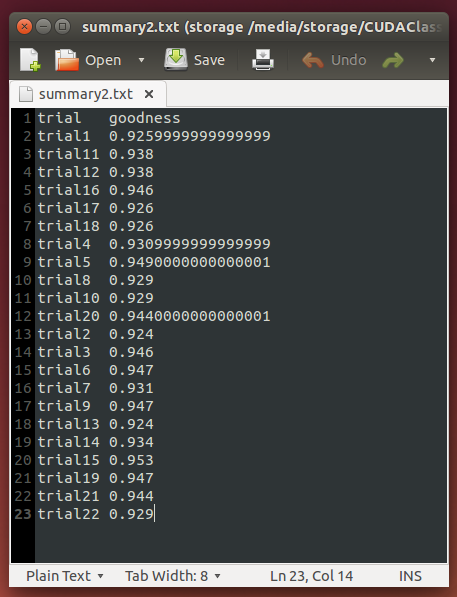 summary2.txt (storage /media/storage/CUDAClass
Open Save Undo
summary2.txt
1 trial goodness
2 trial1 0.9259999999999999
3 trial11 0.938
4 trial12 0.938
5 trial16 0.946
6 trial17 0.926
7 trial18 0.926
8 trial4 0.9309999999999999
9 trial5 0.9490000000000001
10 trial8 0.929
11 trial10 0.929
12 trial20 0.9440000000000001
13 trial2 0.924
14 trial3 0.946
15 trial6 0.947
16 trial7 0.931
17 trial9 0.947
18 trial13 0.924
19 trial14 0.934
20 trial15 0.953
21 trial19 0.947
22 trial21 0.944
23 trial22 0.929
Plain Text Tab Width: 8 Ln 23, Col 14 INS